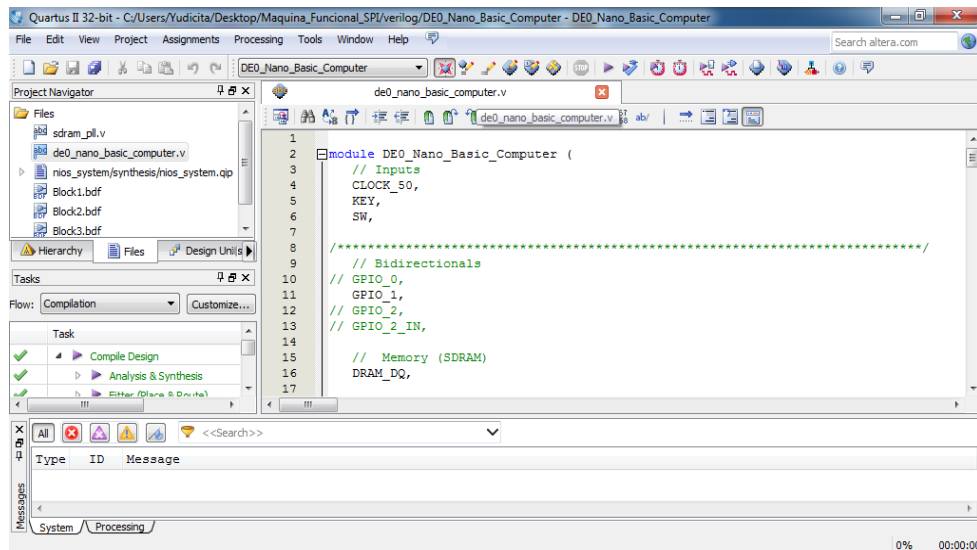 Quartus II 32-bit - C:/Users/Yudicita/Desktop/Maquina_Funcional_SPI/verilog/DE0_Nano_Basic_Computer - DE0_Nano_Basic_Computer
File Edit View Project Assignments Processing Tools Window Help
Search altera.com
DE0_Nano_Basic_Computer
STOP
Project Navigator
Files
sdram_pll.v
de0_nano_basic_computer.v
nios_system/synthesis/nios_system.qip
Block1.bdf
Block2.bdf
Block3.bdf
Hierarchy Files Design Units
Tasks
Flow: Compilation Customize...
Task
Compile Design
Analysis & Synthesis
Fitter (Place & Route)
de0_nano_basic_computer.v
de0_nano_basic_computer.v
ab/
1
2 module DE0_Nano_Basic_Computer (
3 // Inputs
4 CLOCK_50,
5 KEY,
6 SW,
7
8 /*****************************************************************************/
9 // Bidirectionals
10 // GPIO_0,
11 GPIO_1,
12 // GPIO_2,
13 // GPIO_2_IN,
14
15 // Memory (SDRAM)
16 DRAM_DQ,
17
All <<Search>>
Type ID Message
Messages
System Processing
0% 00:00:00